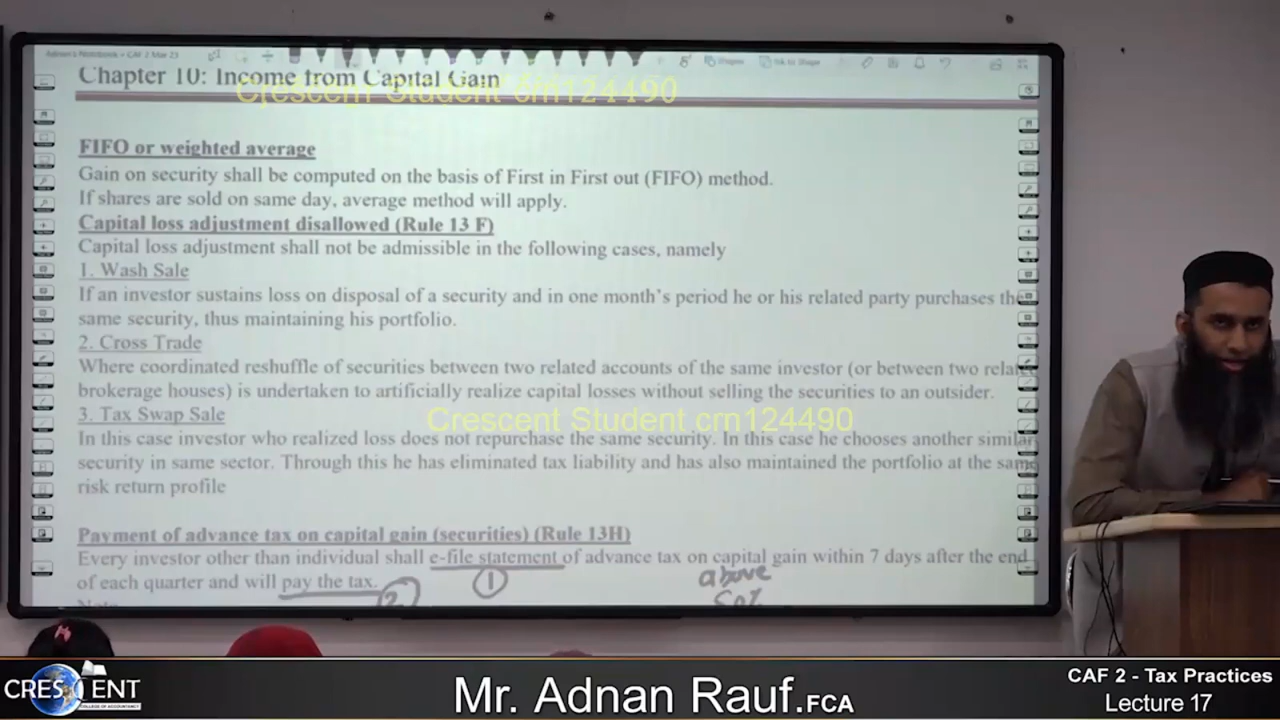 Adnan's Notebook » CAF 2 Mar 23
Chapter 10: Income from Capital Gain
Crescent Student crn124490
FIFO or weighted average
Gain on security shall be computed on the basis of First in First out (FIFO) method.
If shares are sold on same day, average method will apply.
Capital loss adjustment disallowed (Rule 13 F)
Capital loss adjustment shall not be admissible in the following cases, namely
1. Wash Sale
If an investor sustains loss on disposal of a security and in one month's period he or his related party purchases the
same security, thus maintaining his portfolio.
2. Cross Trade
Where coordinated reshuffle of securities between two related accounts of the same investor (or between two
brokerage houses) is undertaken to artificially realize capital losses without selling the securities to an outsider.
3. Tax Swap Sale
Crescent Student crn124490
In this case investor who realized loss does not repurchase the same security. In this case he chooses another similar
security in same sector. Through this he has eliminated tax liability and has also maintained the portfolio at the same
risk return profile
Payment of advance tax on capital gain (securities) (Rule 13H)
Every investor other than individual shall e-file statement of advance tax on capital gain within 7 days after the end
of each quarter and will pay the tax.
1
above
2
50%
CRESCENT
COLLEGE OF ACCOUNTANCY
Mr. Adnan Rauf.FCA
CAF 2 - Tax Practices
Lecture 17